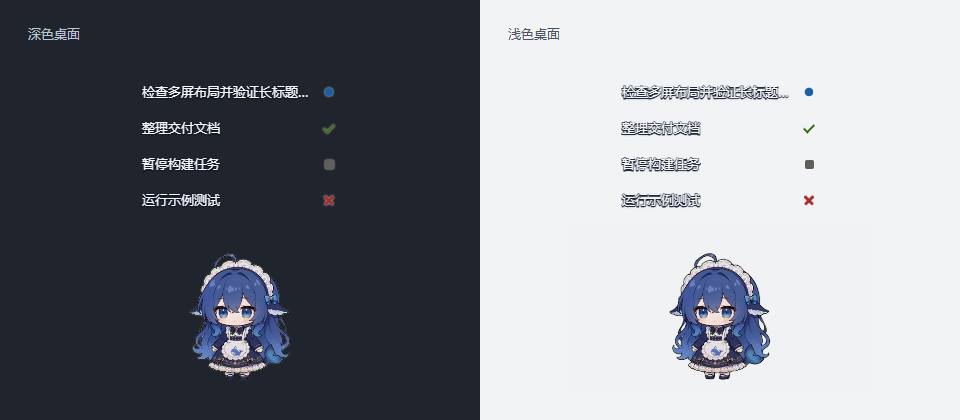 深色桌面
检查多屏布局并验证长标题...
整理交付文档
暂停构建任务
运行示例测试
浅色桌面
检查多屏布局并验证长标题...
整理交付文档
暂停构建任务
运行示例测试